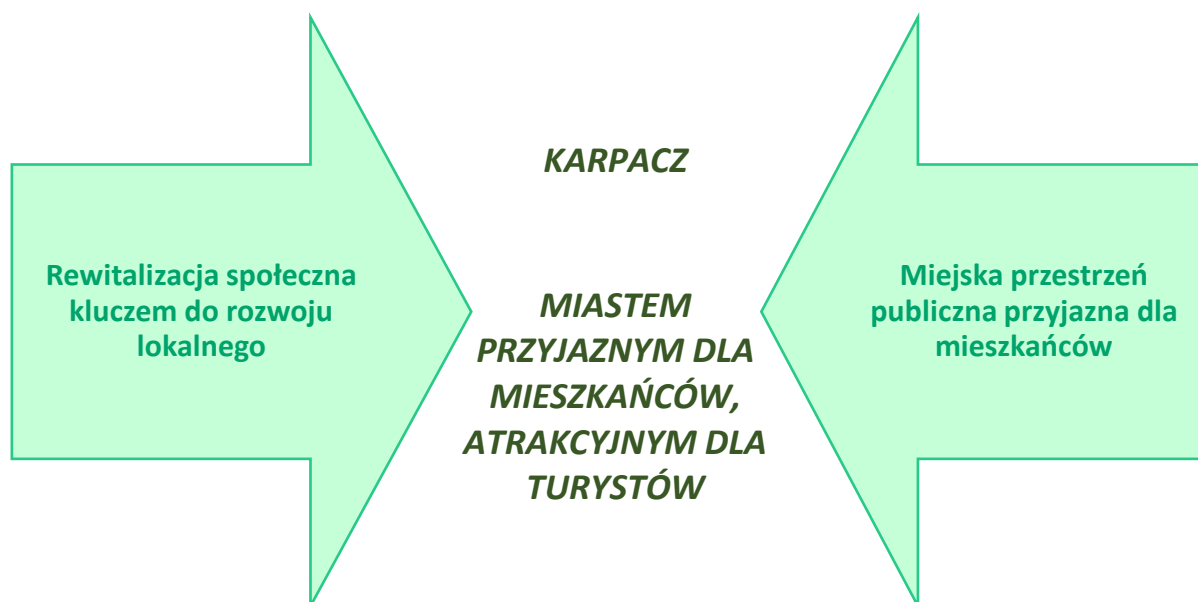 Rewitalizacja społeczna
kluczem do rozwoju
lokalnego
KARPACZ
MIASTEM
PRZYJAZNYM DLA
MIESZKAŃCÓW,
ATRAKCYJNYM DLA
TURYSTÓW
Miejska przestrzeń
publiczna przyjazna dla
mieszkańców